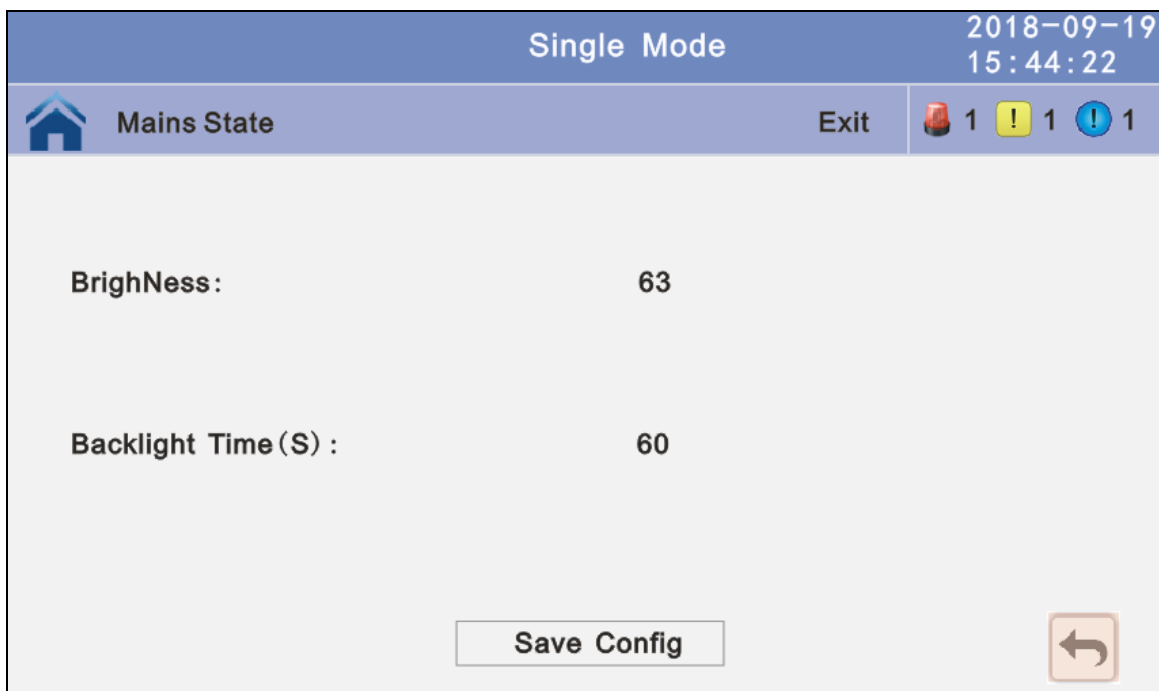 Single Mode
2018-09-19
15:44:22
Mains State Exit 1 ! 1 ! 1
BrighNess: 63
Backlight Time(S): 60
Save Config